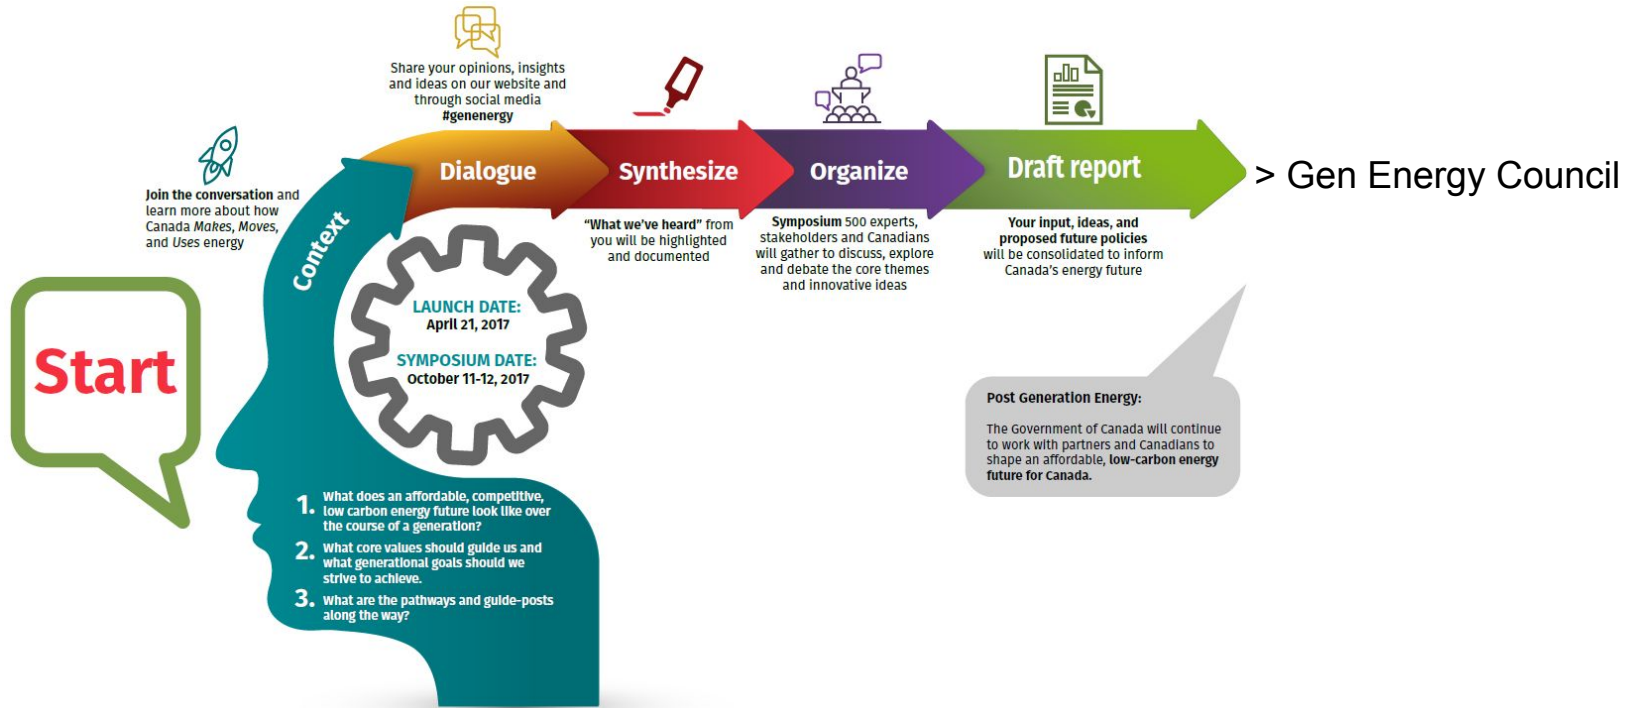 Start
Join the conversation and
learn more about how
Canada Makes, Moves,
and Uses energy
Context
Share your opinions, insights
and ideas on our website and
through social media
#genenergy
Dialogue
Synthesize
"What we've heard" from
you will be highlighted
and documented
Organize
Symposium 500 experts,
stakeholders and Canadians
will gather to discuss, explore
and debate the core themes
and innovative ideas
Draft report
Your input, ideas, and
proposed future policies
will be consolidated to inform
Canada's energy future
> Gen Energy Council
LAUNCH DATE:
April 21, 2017
SYMPOSIUM DATE:
October 11-12, 2017
Post Generation Energy:
The Government of Canada will continue
to work with partners and Canadians to
shape an affordable, low-carbon energy
future for Canada.
1. What does an affordable, competitive,
low carbon energy future look like over
the course of a generation?
2. What core values should guide us and
what generational goals should we
strive to achieve.
3. What are the pathways and guide-posts
along the way?